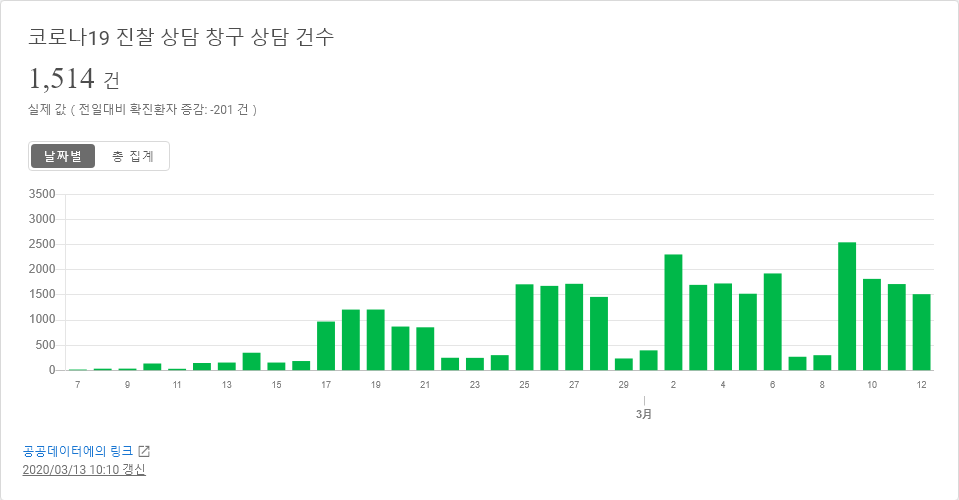 코로나19 진찰 상담 창구 상담 건수
1,514 건
실제 값 ( 전일대비 확진환자 증감: -201 건 )
날짜별 총 집계
3500
3000
2500
2000
1500
1000
500
0
7 9 11 13 15 17 19 21 23 25 27 29 2 4 6 8 10 12
3月
공공데이터에의 링크
2020/03/13 10:10 갱신